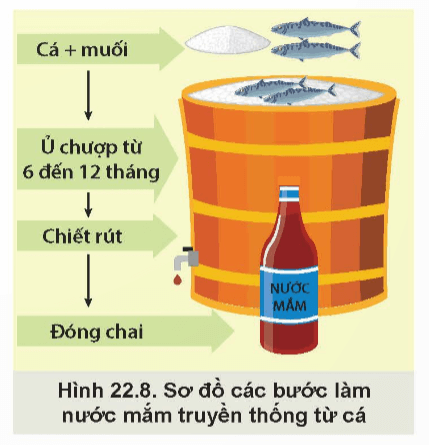 Cá + muối
Ủ chượp từ
6 đến 12 tháng
Chiết rút
NƯỚC
MẮM
Đóng chai
Hình 22.8. Sơ đồ các bước làm
nước mắm truyền thống từ cá